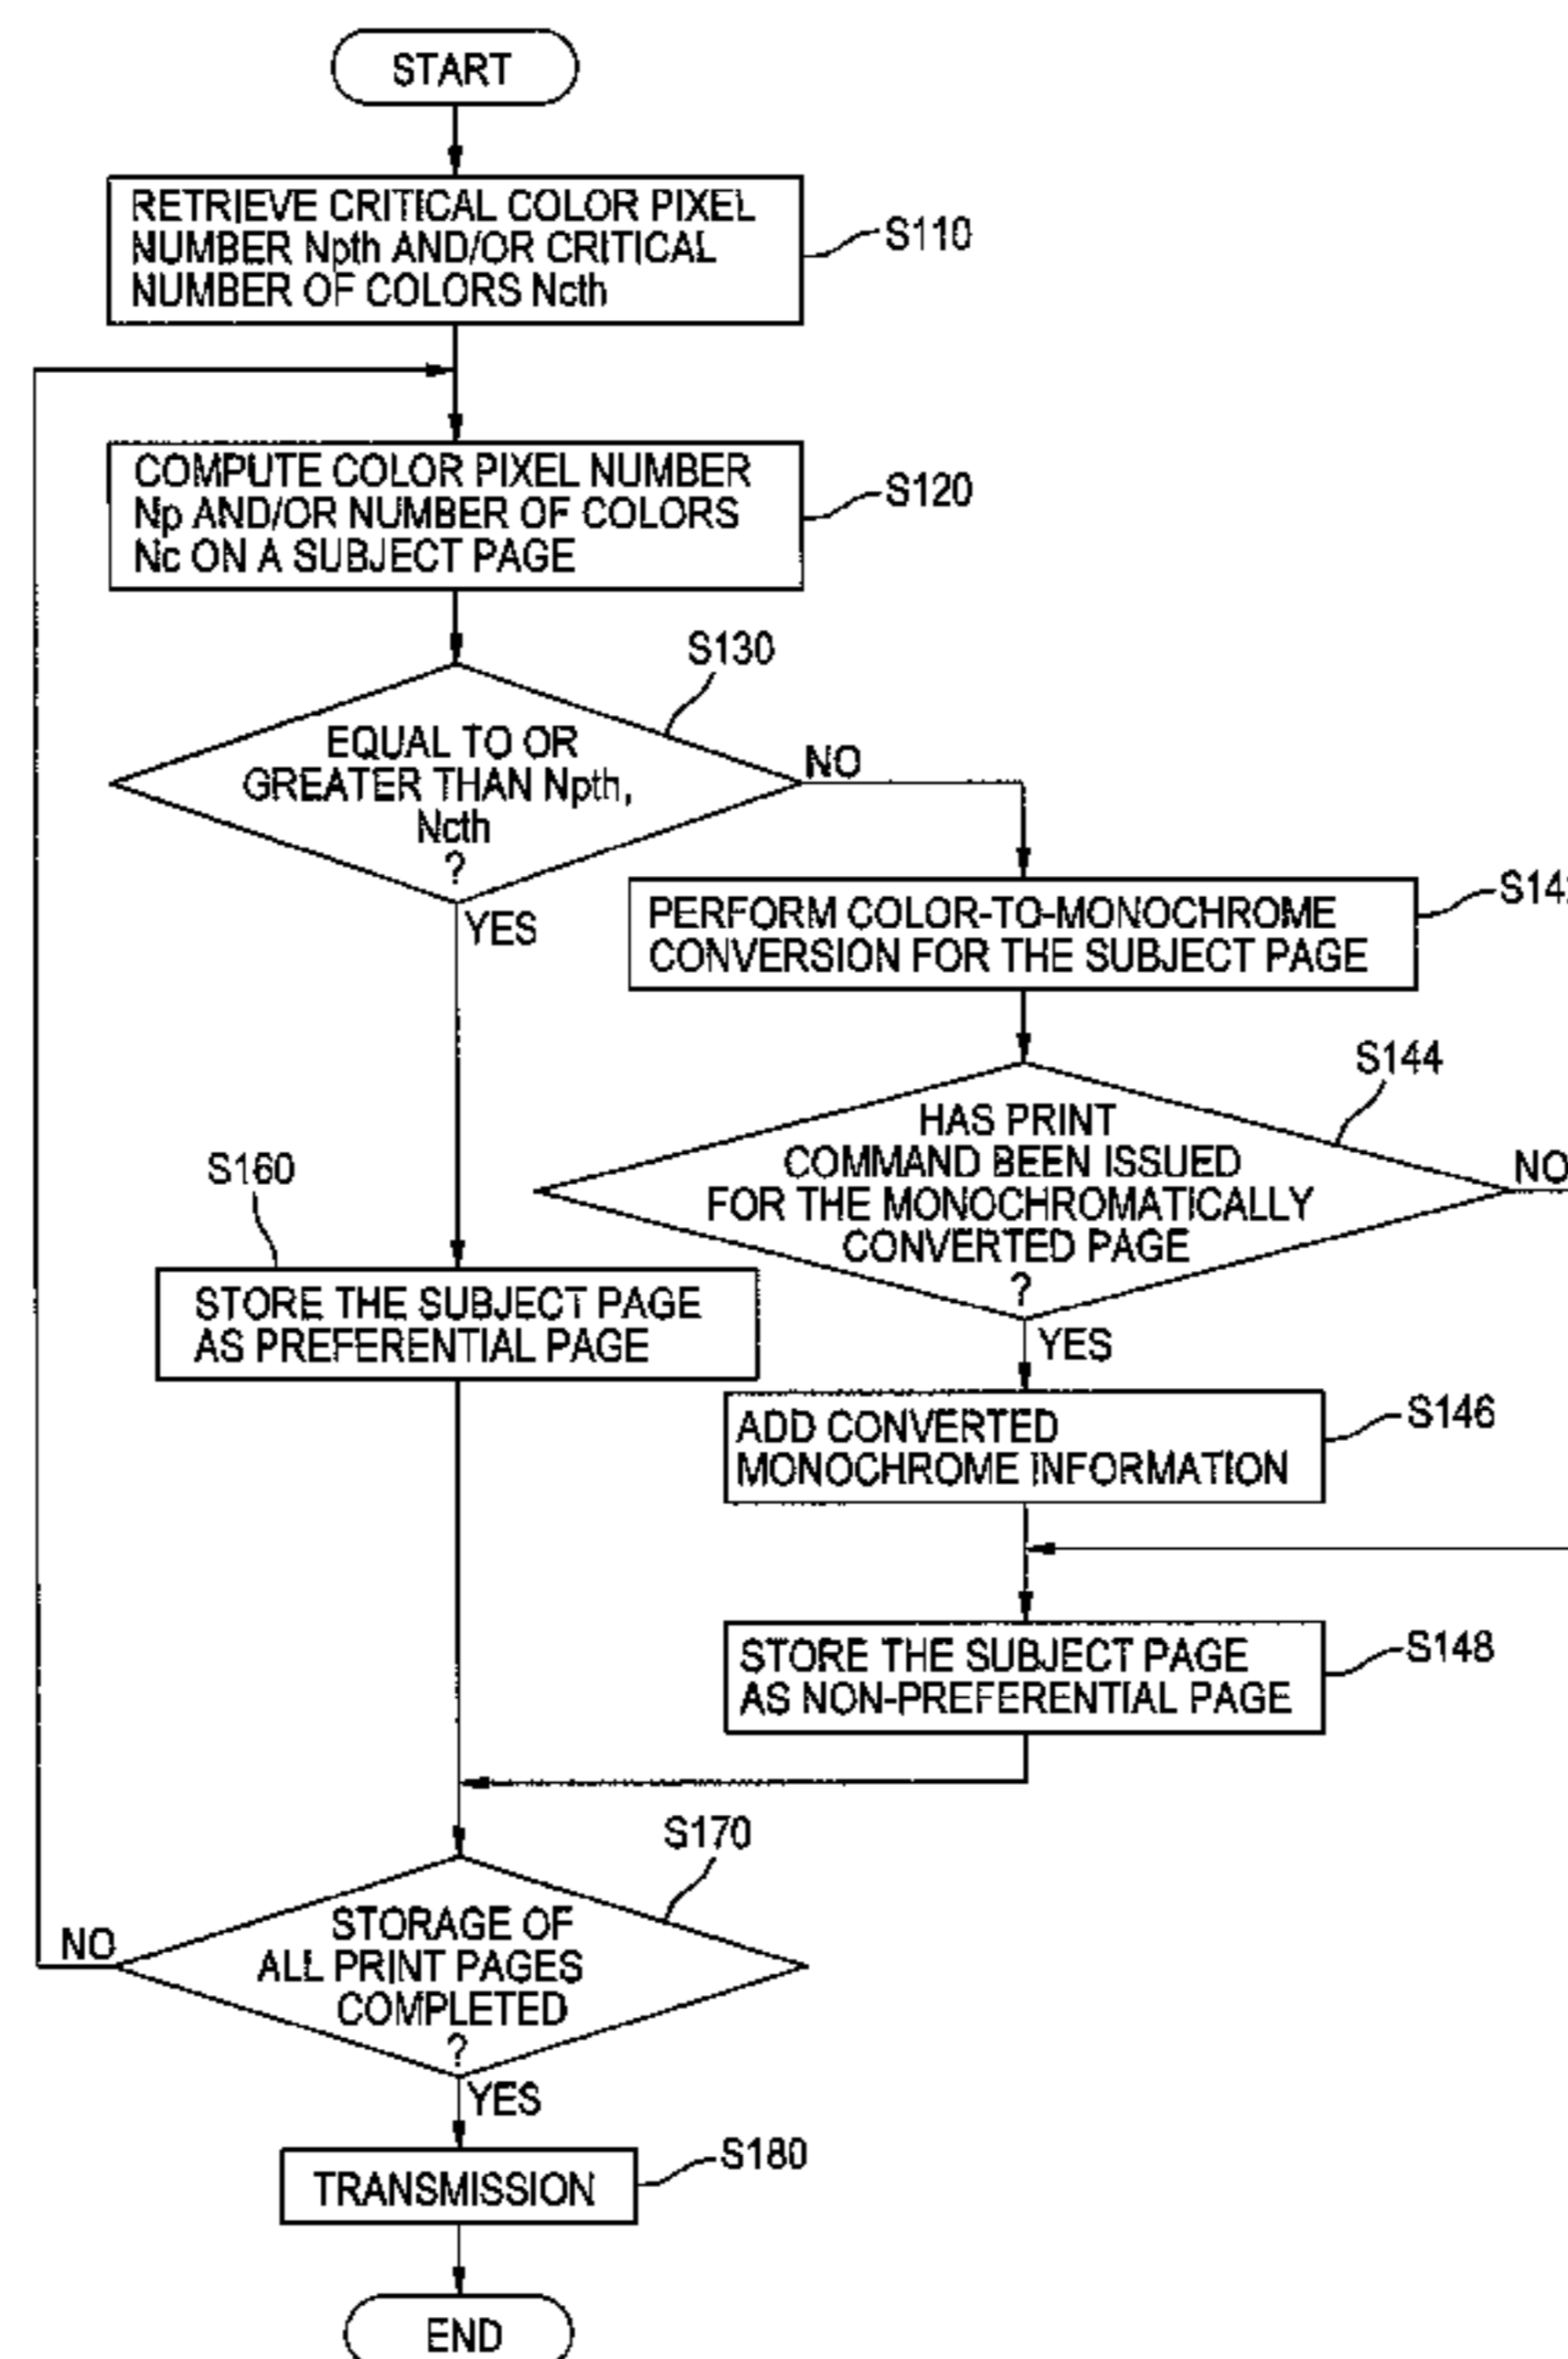 START
RETRIEVE CRITICAL COLOR PIXEL
NUMBER Npth AND/OR CRITICAL
NUMBER OF COLORS Ncth
S110
COMPUTE COLOR PIXEL NUMBER
Np AND/OR NUMBER OF COLORS
Nc ON A SUBJECT PAGE
S120
S130
EQUAL TO OR
GREATER THAN Npth,
Ncth
?
NO
YES
PERFORM COLOR-TO-MONOCHROME
CONVERSION FOR THE SUBJECT PAGE
S144
HAS PRINT
COMMAND BEEN ISSUED
FOR THE MONOCHROMATICALLY
CONVERTED PAGE
?
NO
YES
S160
STORE THE SUBJECT PAGE
AS PREFERENTIAL PAGE
ADD CONVERTED
MONOCHROME INFORMATION
S146
STORE THE SUBJECT PAGE
AS NON-PREFERENTIAL PAGE
S148
S170
STORAGE OF
ALL PRINT PAGES
COMPLETED
?
NO
YES
TRANSMISSION
S180
END